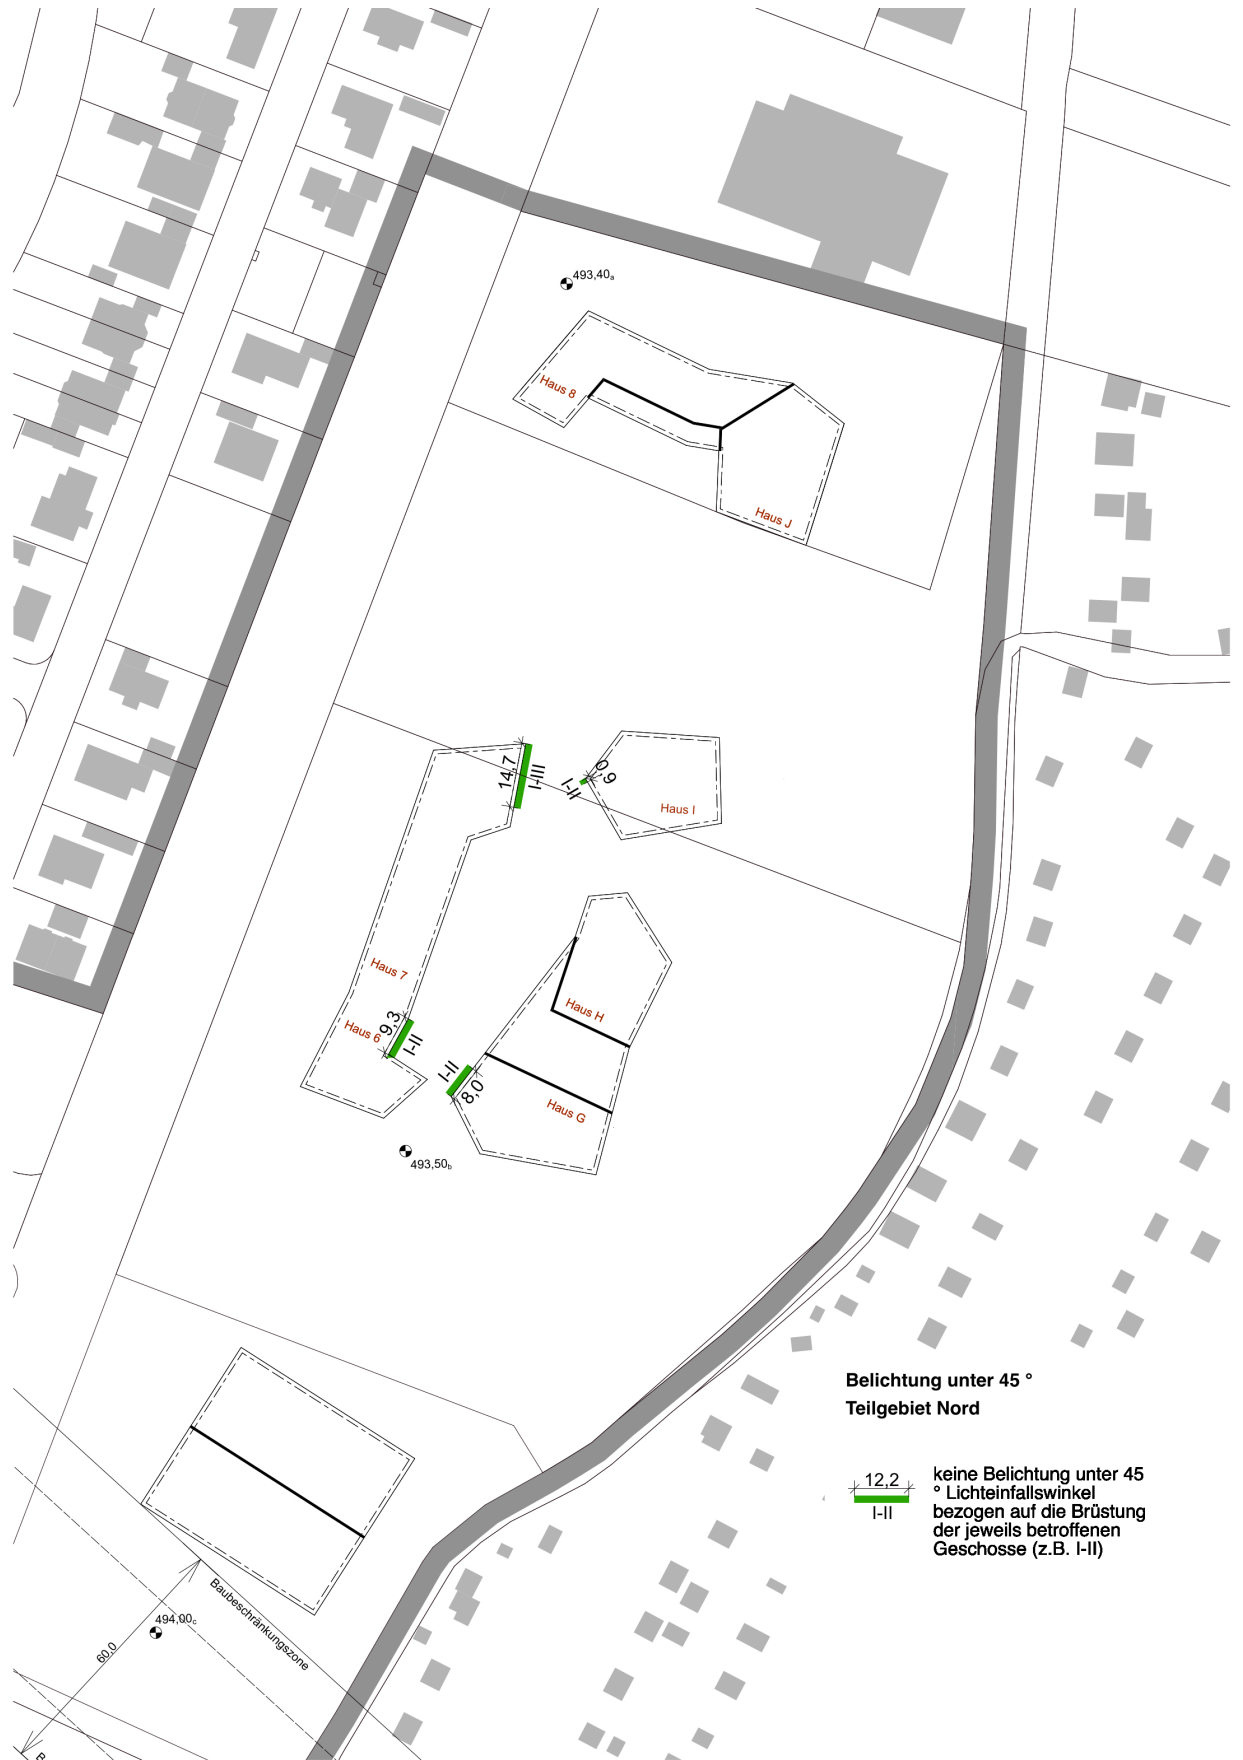 493,40a
Haus 8
Haus J
14,7
I-III
0,9
I-II
Haus I
Haus 7
Haus 6
9,3
I-II
Haus H
I-II
8,0
Haus G
493,50b
Belichtung unter 45 °
Teilgebiet Nord
12,2
I-II
keine Belichtung unter 45
° Lichteinfallswinkel
bezogen auf die Brüstung
der jeweils betroffenen
Geschosse (z.B. I-II)
Baubeschränkungszone
494,00c
60.0